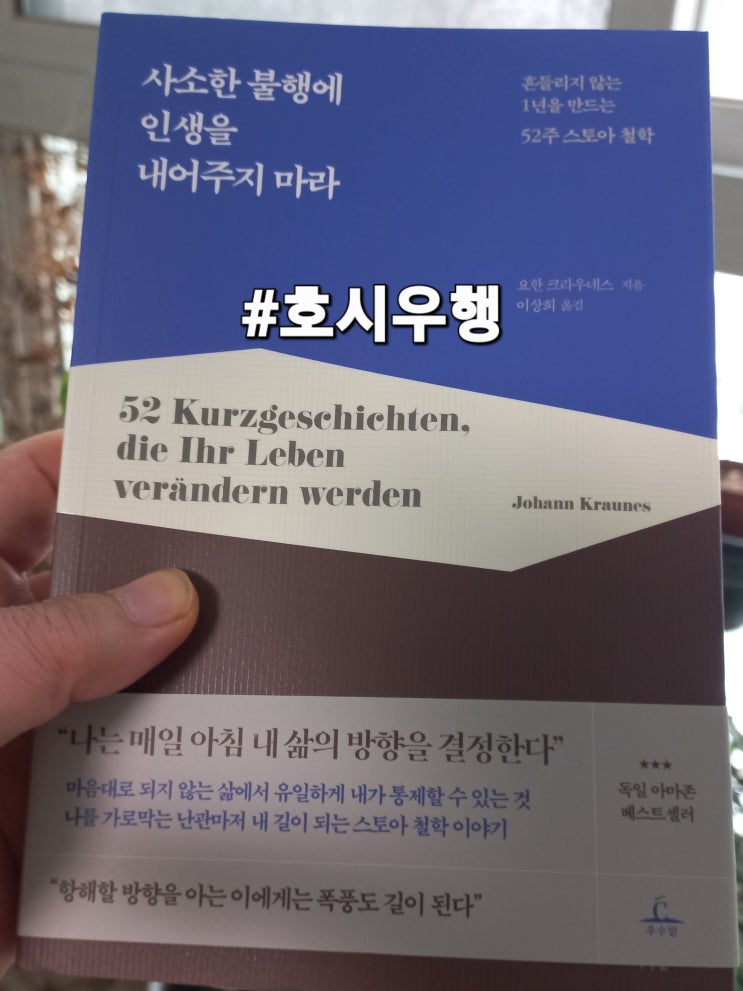 사소한 불행에
인생을
내어주지 마라
흔들리지 않는
1년을 만드는
52주 스토아 철학
요한 크라우네스 지음
이상희 옮김
#호시우행
52 Kurzgeschichten,
die Ihr Leben
verändern werden
Johann Kraunes
“나는 매일 아침 내 삶의 방향을 결정한다”
마음대로 되지 않는 삶에서 유일하게 내가 통제할 수 있는 것
나를 가로막는 난관마저 내 길이 되는 스토아 철학 이야기
★★★
독일 아마존
베스트셀러
“항해할 방향을 아는 이에게는 폭풍도 길이 된다”
C
추수밭